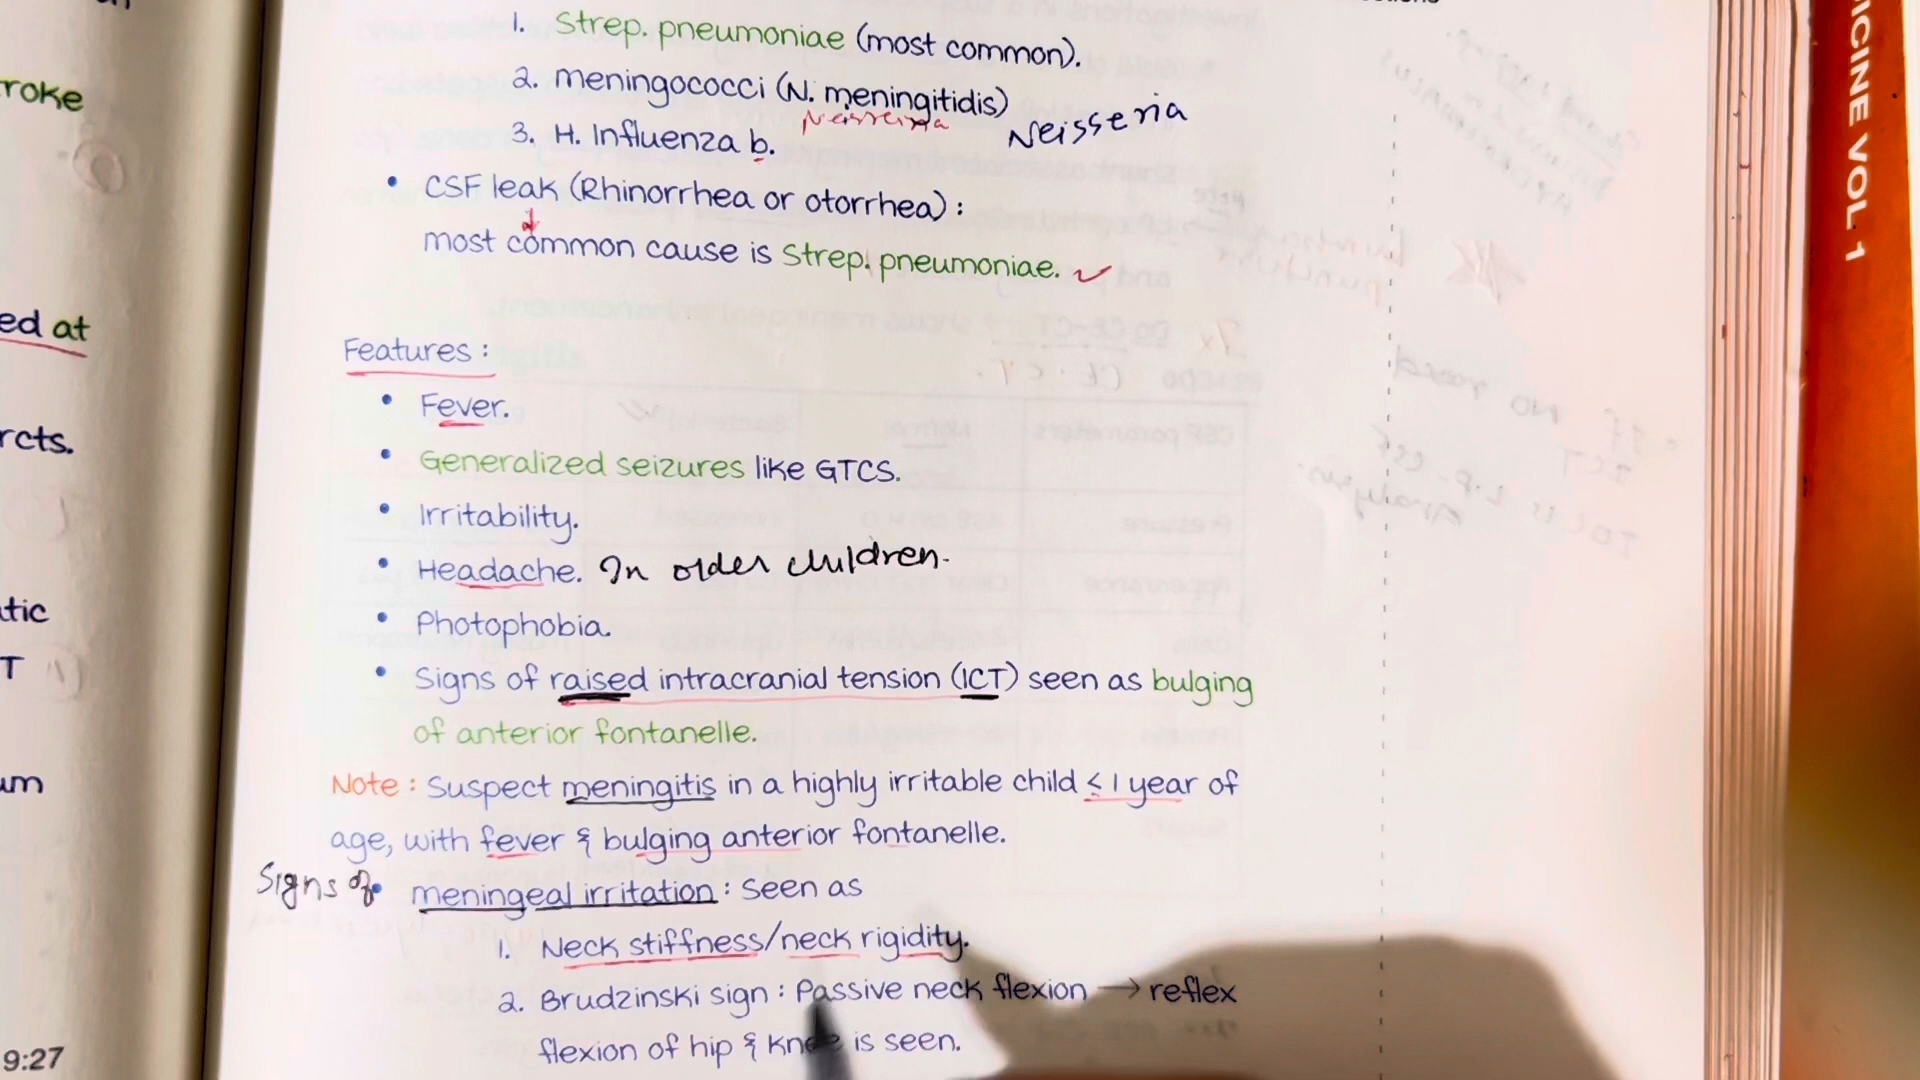 1. Strep. pneumoniae (most common).
2. meningococci (N. meningitidis)
Neisseria
3. H. Influenza b.
• CSF leak (Rhinorrhea or otorrhea) :
most common cause is Strep. pneumoniae.
Features :
• Fever.
• Generalized seizures like GTCS.
• Irritability.
• Headache. In older children.
• Photophobia.
• Signs of raised intracranial tension (ICT) seen as bulging
of anterior fontanelle.
Note : Suspect meningitis in a highly irritable child ≤ 1 year of
age, with fever & bulging anterior fontanelle.
Signs of • meningeal irritation : Seen as
1. Neck stiffness/neck rigidity.
2. Brudzinski sign : Passive neck flexion → reflex
flexion of hip & knee is seen.
roke
ed at
rcts.
tic
T
um
9:27
ICINE VOL 1